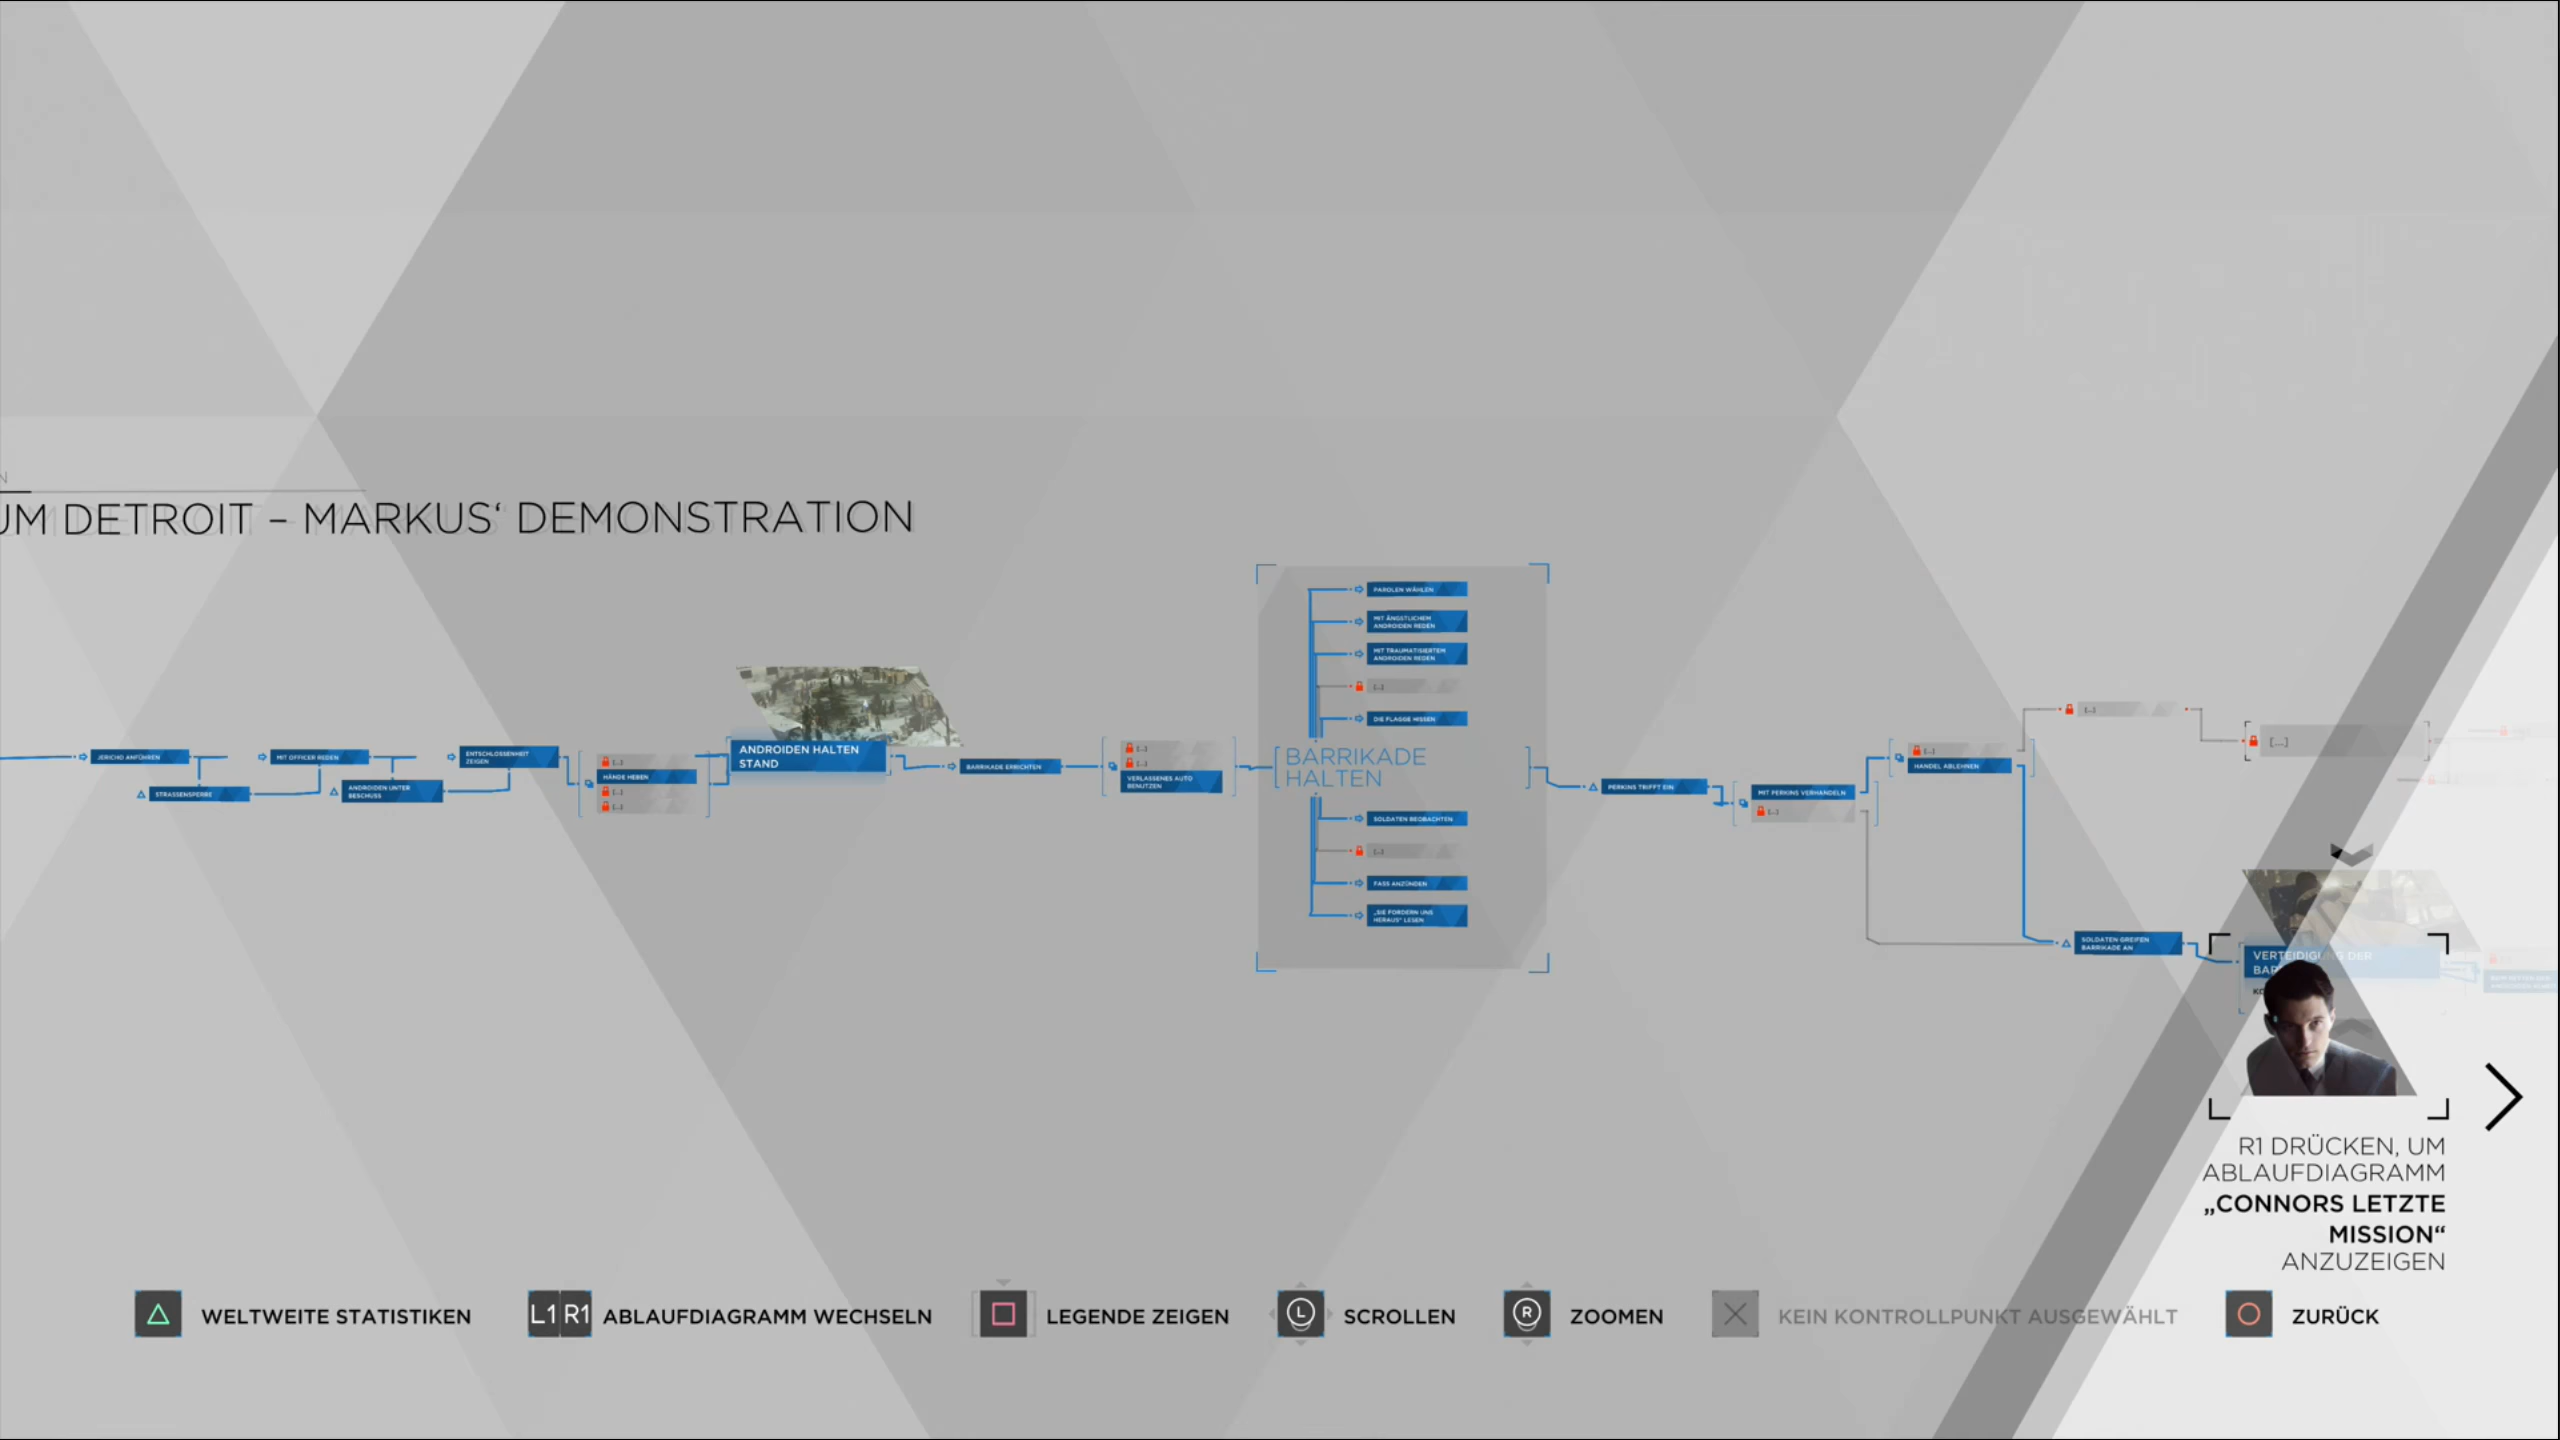 N
UM DETROIT – MARKUS‘ DEMONSTRATION
JERICHO ANFÜHREN
STRASSENSPERRE
MIT OFFICER REDEN
ANDROIDEN UNTER
BESCHUSS
ENTSCHLOSSENHEIT
ZEIGEN
[...]
HÄNDE HEBEN
[...]
[...]
ANDROIDEN HALTEN
STAND
BARRIKADE ERRICHTEN
[...]
[...]
VERLASSENES AUTO
BENUTZEN
PAROLEN WÄHLEN
MIT ÄNGSTLICHEM
ANDROIDEN REDEN
MIT TRAUMATISIERTEM
ANDROIDEN REDEN
[...]
DIE FLAGGE HISSEN
BARRIKADE
HALTEN
SOLDATEN BEOBACHTEN
[...]
FASS ANZÜNDEN
„SIE FORDERN UNS
HERAUS“ LESEN
PERKINS TRIFFT EIN
MIT PERKINS VERHANDELN
[...]
[...]
HANDEL ABLEHNEN
[...]
[...]
SOLDATEN GREIFEN
BARRIKADE AN
VERTEIDIGUNG DER
R1 DRÜCKEN, UM
ABLAUFDIAGRAMM
„CONNORS LETZTE
MISSION“
ANZUZEIGEN
WELTWEITE STATISTIKEN
L1 R1 ABLAUFDIAGRAMM WECHSELN
LEGENDE ZEIGEN
L SCROLLEN
R ZOOMEN
KEIN KONTROLLPUNKT AUSGEWÄHLT
ZURÜCK